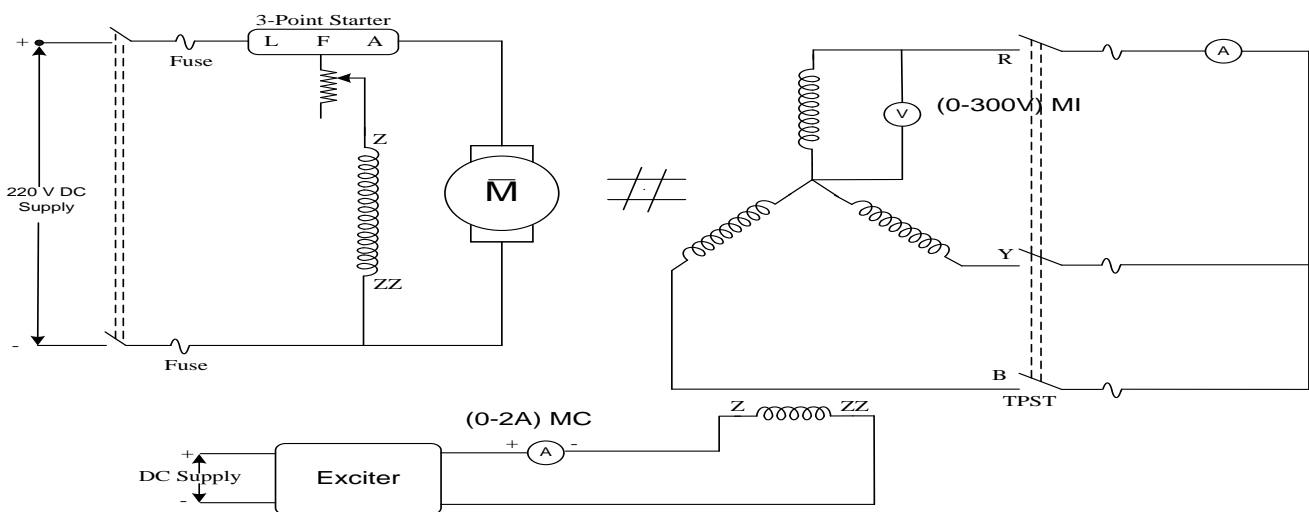 3-Point Starter
L F A
+
Fuse
R
A
V
(0-300V) MI
Z
M
220 V DC
Supply
Y
ZZ
-
Fuse
B
TPST
(0-2A) MC
Z
ZZ
+
A
-
+
DC Supply
-
Exciter